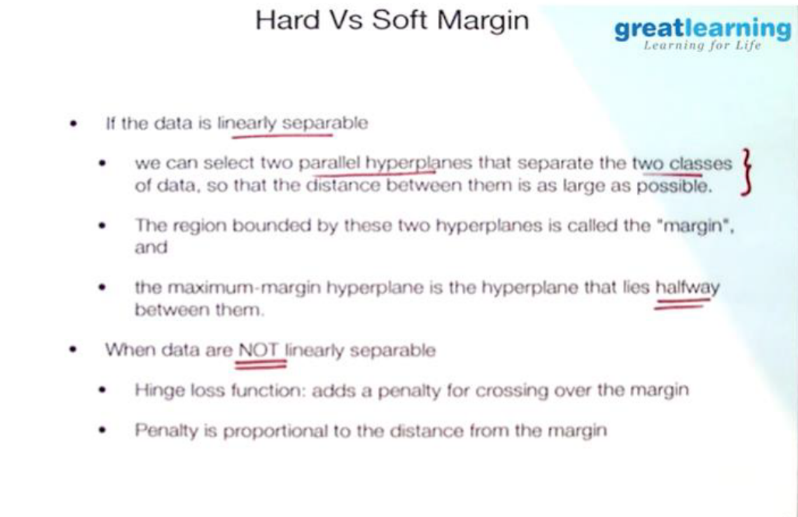 Hard Vs Soft Margin
greatlearning
Learning for Life
• If the data is linearly separable
• we can select two parallel hyperplanes that separate the two classes
of data, so that the distance between them is as large as possible.
• The region bounded by these two hyperplanes is called the "margin",
and
• the maximum-margin hyperplane is the hyperplane that lies halfway
between them.
• When data are NOT linearly separable
• Hinge loss function: adds a penalty for crossing over the margin
• Penalty is proportional to the distance from the margin